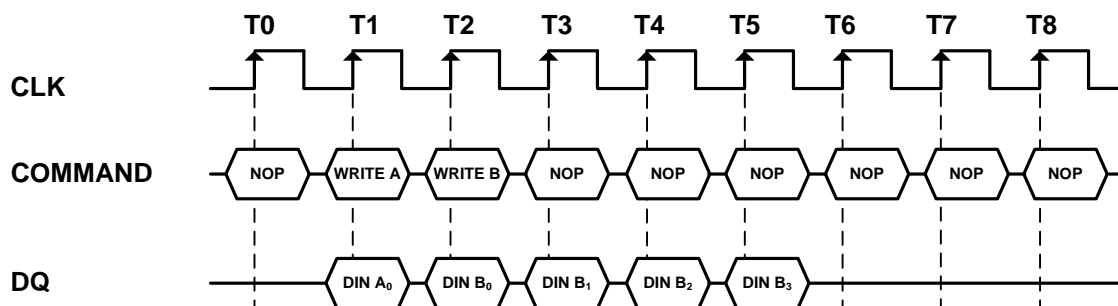 T0 T1 T2 T3 T4 T5 T6 T7 T8
CLK
COMMAND NOP WRITE A WRITE B NOP NOP NOP NOP NOP NOP
DQ DIN A₀ DIN B₀ DIN B₁ DIN B₂ DIN B₃